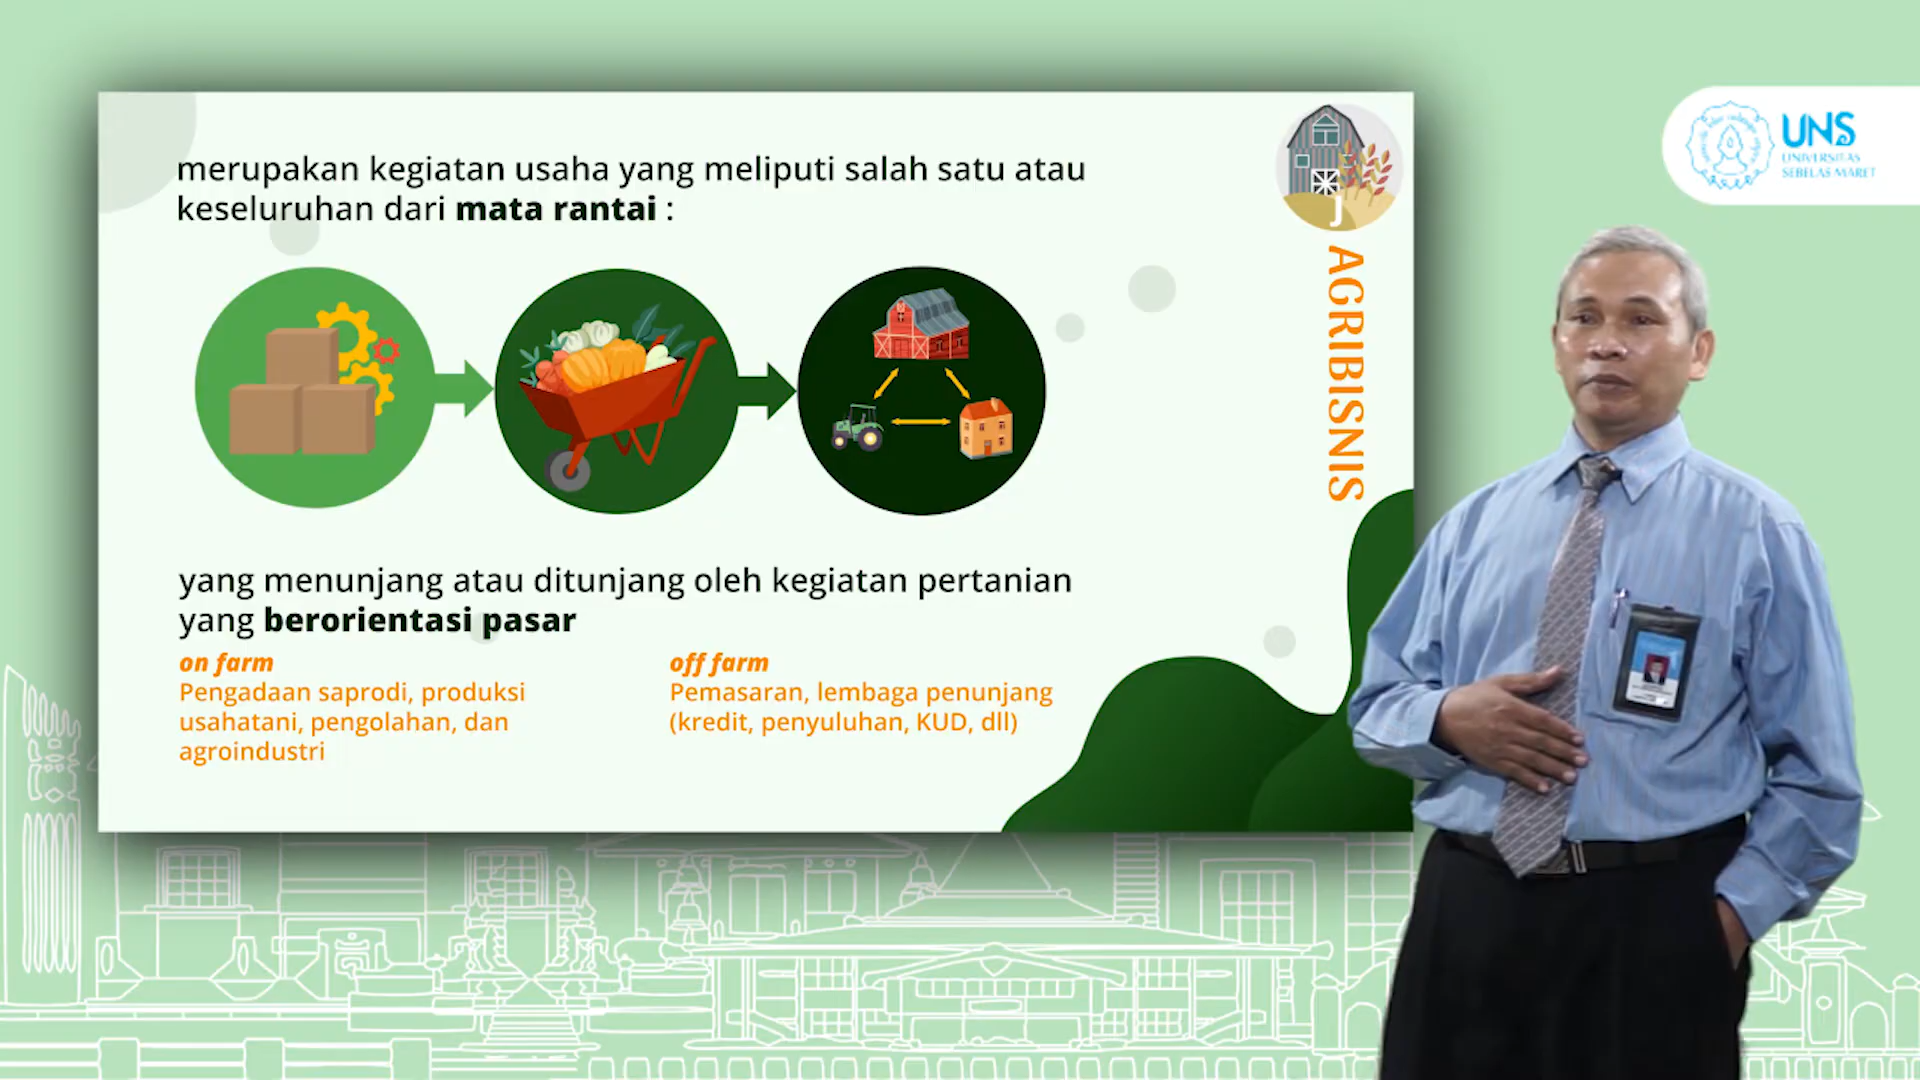 merupakan kegiatan usaha yang meliputi salah satu atau
keseluruhan dari mata rantai :
yang menunjang atau ditunjang oleh kegiatan pertanian
yang berorientasi pasar
on farm
Pengadaan saprodi, produksi
usahatani, pengolahan, dan
agroindustri
off farm
Pemasaran, lembaga penunjang
(kredit, penyuluhan, KUD, dll)
J
AGRIBISNIS
UNS
UNIVERSITAS
SEBELAS MARET